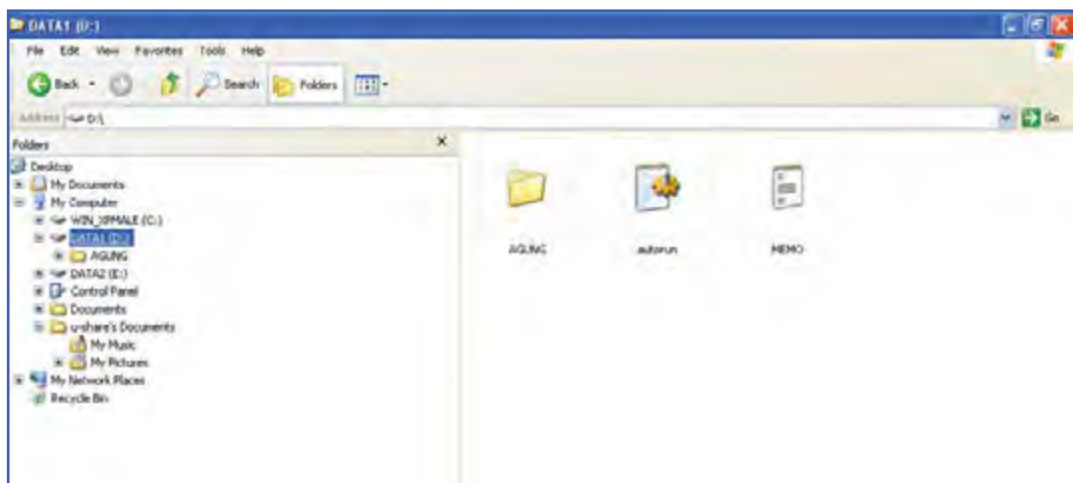 DATA1 (D:)
File Edit View Favorites Tools Help
Back Search Folders
Address D:\ Go
Folders
Desktop
My Documents
My Computer
WIN_XPMALE (C:)
DATA1 (D:)
AGUNG
DATA2 (E:)
Control Panel
Documents
u-share's Documents
My Music
My Pictures
My Network Places
Recycle Bin
AGUNG autorun MEMO